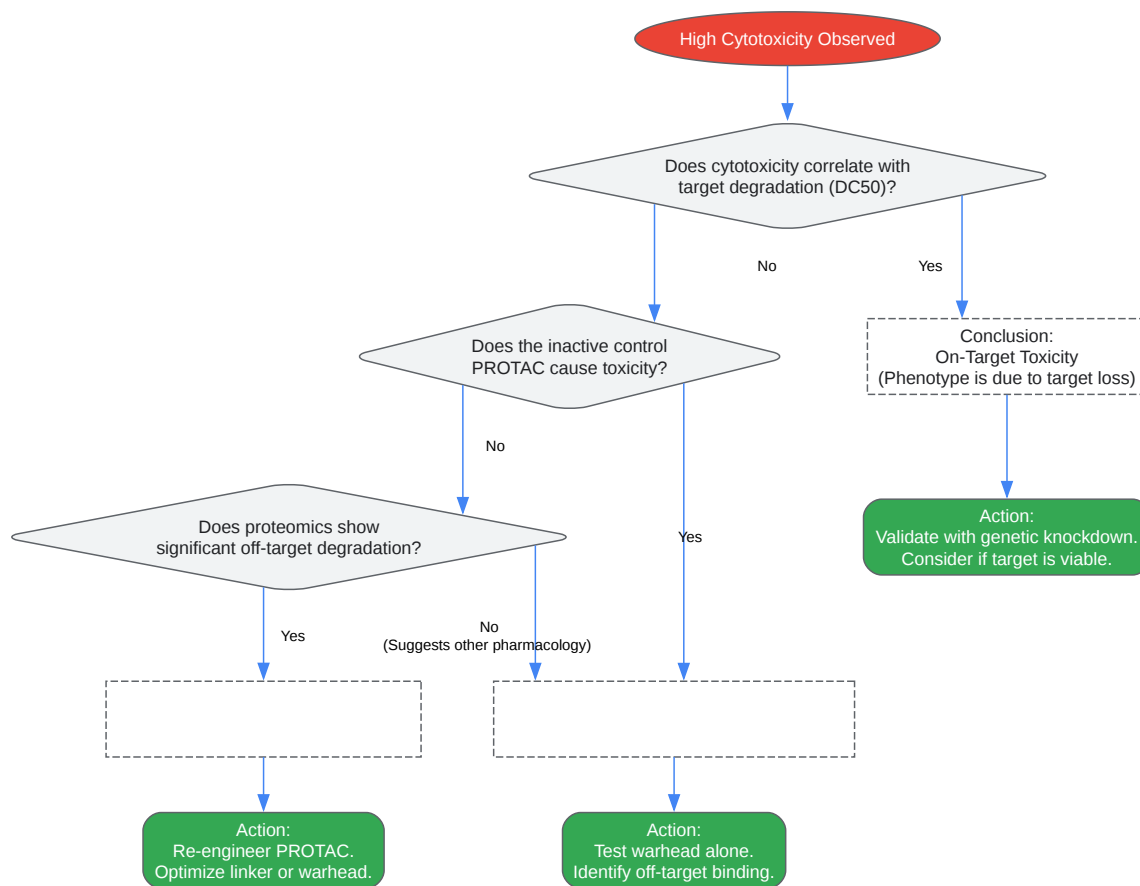 High Cytotoxicity Observed
Does cytotoxicity correlate with
target degradation (DC50)?
No
Yes
Does the inactive control
PROTAC cause toxicity?
Conclusion:
On-Target Toxicity
(Phenotype is due to target loss)
No
Yes
Does proteomics show
significant off-target degradation?
Action:
Validate with genetic knockdown.
Consider if target is viable.
Yes
No
(Suggests other pharmacology)
Action:
Re-engineer PROTAC.
Optimize linker or warhead.
Action:
Test warhead alone.
Identify off-target binding.